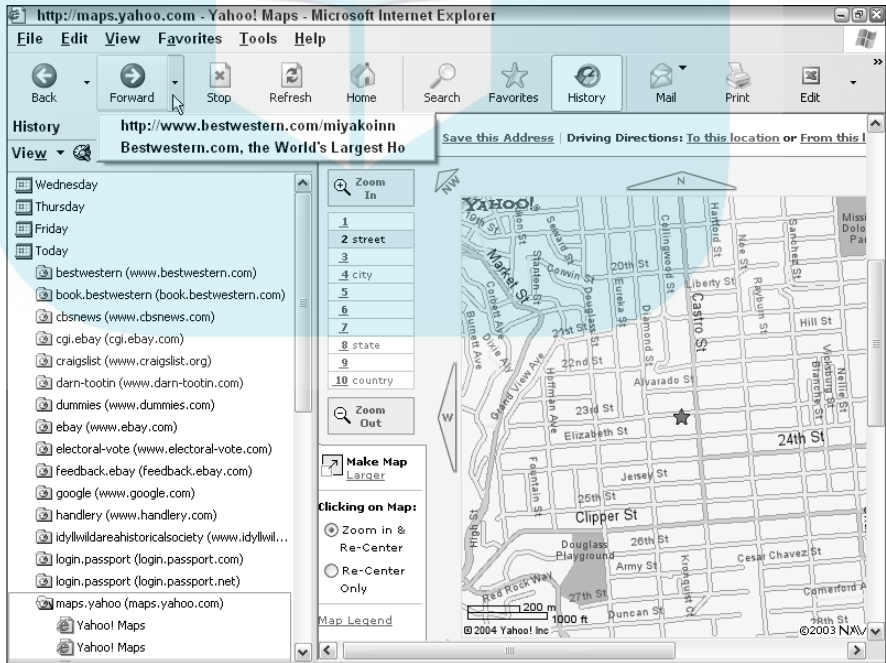 http://maps.yahoo.com - Yahoo! Maps - Microsoft Internet Explorer
File Edit View Favorites Tools Help
Back Forward Stop Refresh Home Search Favorites History Mail Print Edit
History
http://www.bestwestern.com/miyakoinn
Bestwestern.com, the World's Largest Ho
View
Save this Address | Driving Directions: To this location or From this l
Wednesday
Thursday
Friday
Today
bestwestern (www.bestwestern.com)
book.bestwestern (book.bestwestern.com)
cbsnews (www.cbsnews.com)
cgi.ebay (cgi.ebay.com)
craigslist (www.craigslist.org)
darn-tootin (www.darn-tootin.com)
dummies (www.dummies.com)
ebay (www.ebay.com)
electoral-vote (www.electoral-vote.com)
feedback.ebay (feedback.ebay.com)
google (www.google.com)
handlery (www.handlery.com)
idyllwildareahistoricalsociety (www.idyllwil...
login.passport (login.passport.com)
login.passport (login.passport.net)
maps.yahoo (maps.yahoo.com)
Yahoo! Maps
Yahoo! Maps
Zoom In
1
2 street
3
4 city
5
6
7
8 state
9
10 country
Zoom Out
Make Map
Larger
Clicking on Map:
Zoom in & Re-Center
Re-Center Only
Map Legend
NW
N
W
YAHOO!
19th St
Market St
Seward St
Stanton St
Corwin St
Douglass St
Eureka St
20th St
Collingwood St
Hartford St
Noe St
Sanchez St
Missi
Dolo
Par
Liberty St
Castro St
Rayburn St
Hill St
Corbett Ave
Burnett Ave
Dixie Aly
Grand View Ave
21st St
22nd St
Hoffman Ave
Diamond St
Alvarado St
Vicksburg St
Blanche St
Nellie St
23rd St
Elizabeth St
24th St
Fountain St
Jersey St
25th St
Clipper St
High St
Douglass Playground
26th St
Army St
Cesar Chavez St
Kronquist Ct
Red Rock Way
27th St
Comerford A
Duncan St
28th St
200 m
1000 ft
© 2004 Yahoo! Inc
©2003 NAV